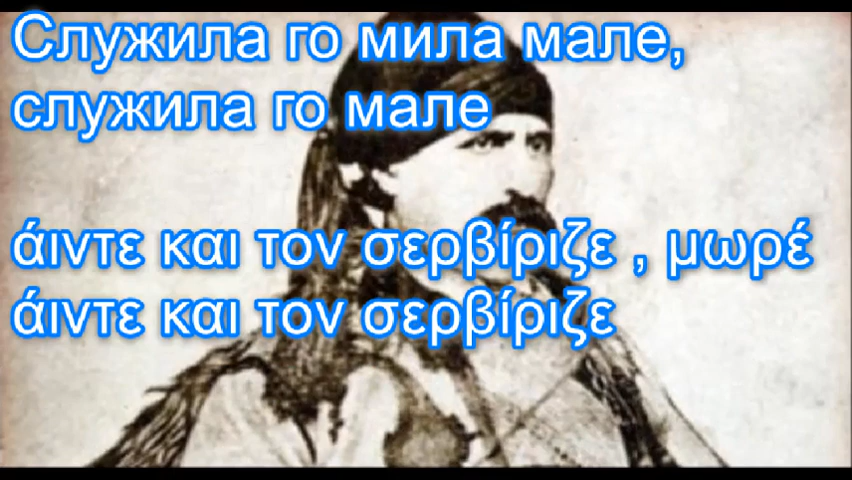 Служила го мила мале,
служила го мале
άιντε και τον σερβίριζε , μωρέ
άιντε και τον σερβίριζε